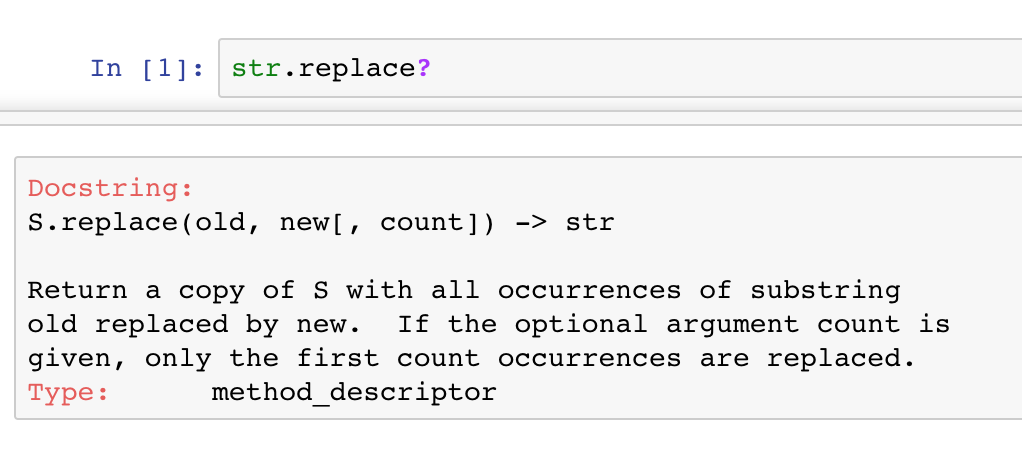 In [1]: str.replace?
Docstring:
S.replace(old, new[, count]) -> str
Return a copy of S with all occurrences of substring
old replaced by new.  If the optional argument count is
given, only the first count occurrences are replaced.
Type:      method_descriptor